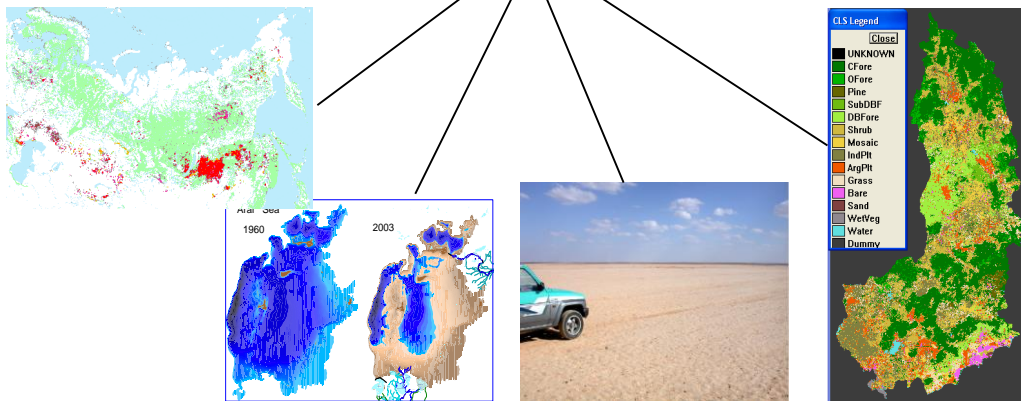 Aral Sea
1960
2003
CLS Legend
Close
UNKNOWN
CFore
OFore
Pine
SubDBF
DBFore
Shrub
Mosaic
IndPlt
ArgPlt
Grass
Bare
Sand
WetVeg
Water
Dummy